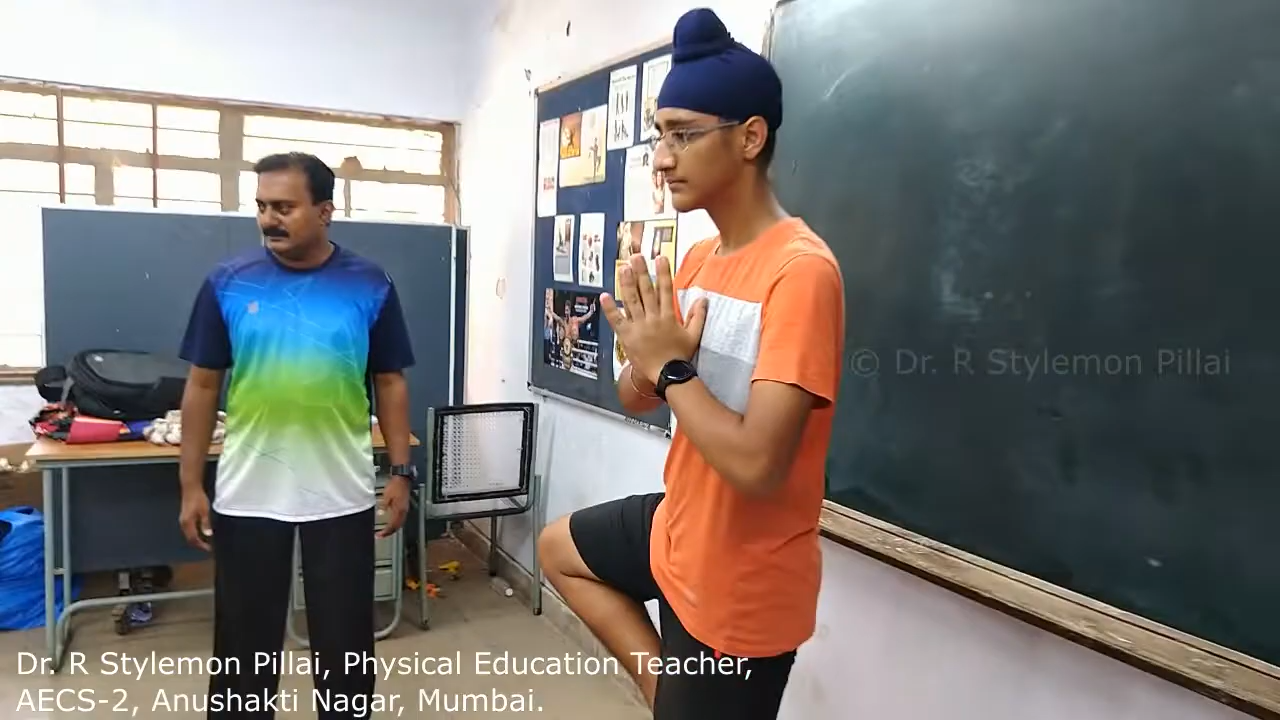 © Dr. R Stylemon Pillai
Dr. R Stylemon Pillai, Physical Education Teacher,
AECS-2, Anushakti Nagar, Mumbai.